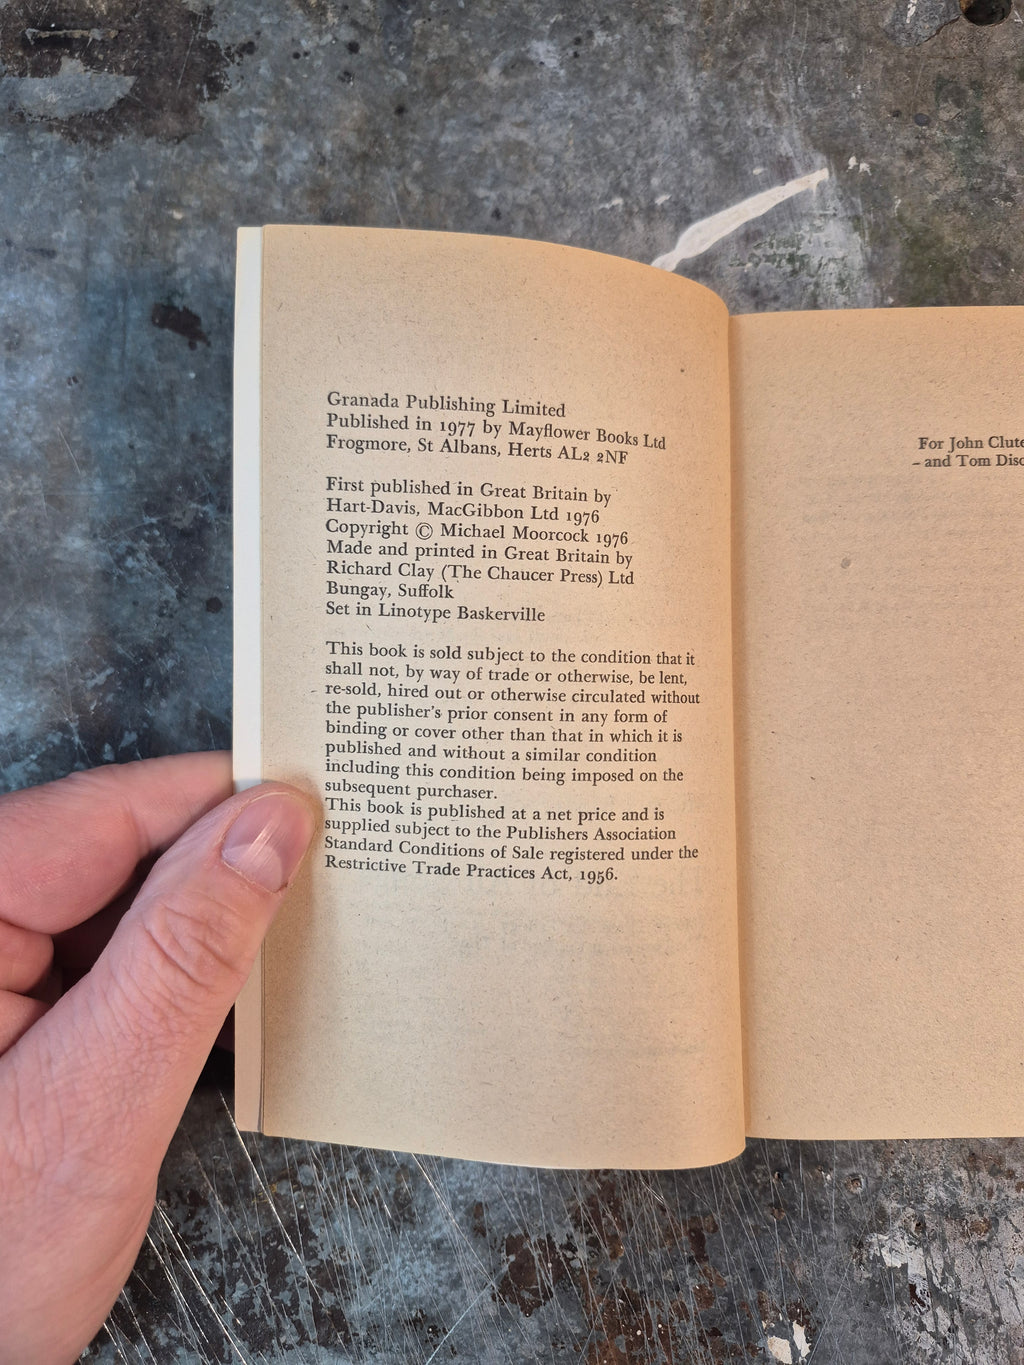 Granada Publishing Limited
Published in 1977 by Mayflower Books Ltd
Frogmore, St Albans, Herts AL2 2NF
First published in Great Britain by
Hart-Davis, MacGibbon Ltd 1976
Copyright © Michael Moorcock 1976
Made and printed in Great Britain by
Richard Clay (The Chaucer Press) Ltd
Bungay, Suffolk
Set in Linotype Baskerville
This book is sold subject to the condition that it
shall not, by way of trade or otherwise, be lent,
re-sold, hired out or otherwise circulated without
the publisher's prior consent in any form of
binding or cover other than that in which it is
published and without a similar condition
including this condition being imposed on the
subsequent purchaser.
This book is published at a net price and is
supplied subject to the Publishers Association
Standard Conditions of Sale registered under the
Restrictive Trade Practices Act, 1956.
For John Clute
– and Tom